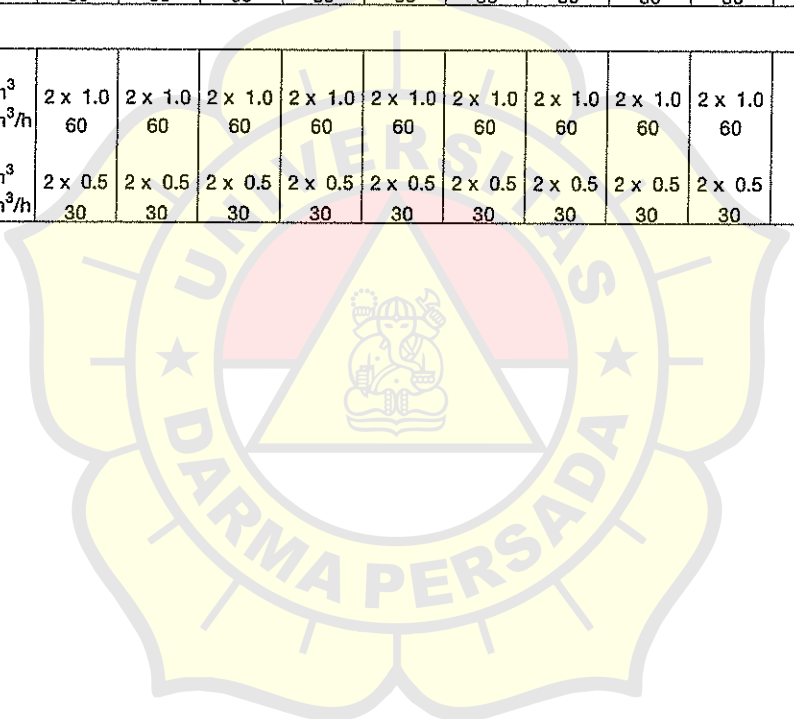 m³ 2 x 1.0 2 x 1.0 2 x 1.0 2 x 1.0 2 x 1.0 2 x 1.0 2 x 1.0 2 x 1.0 2 x 1.0
m³/h 60 60 60 60 60 60 60 60 60
m³ 2 x 0.5 2 x 0.5 2 x 0.5 2 x 0.5 2 x 0.5 2 x 0.5 2 x 0.5 2 x 0.5 2 x 0.5
m³/h 30 30 30 30 30 30 30 30 30
UNIVERSITAS
DARMA PERSADA